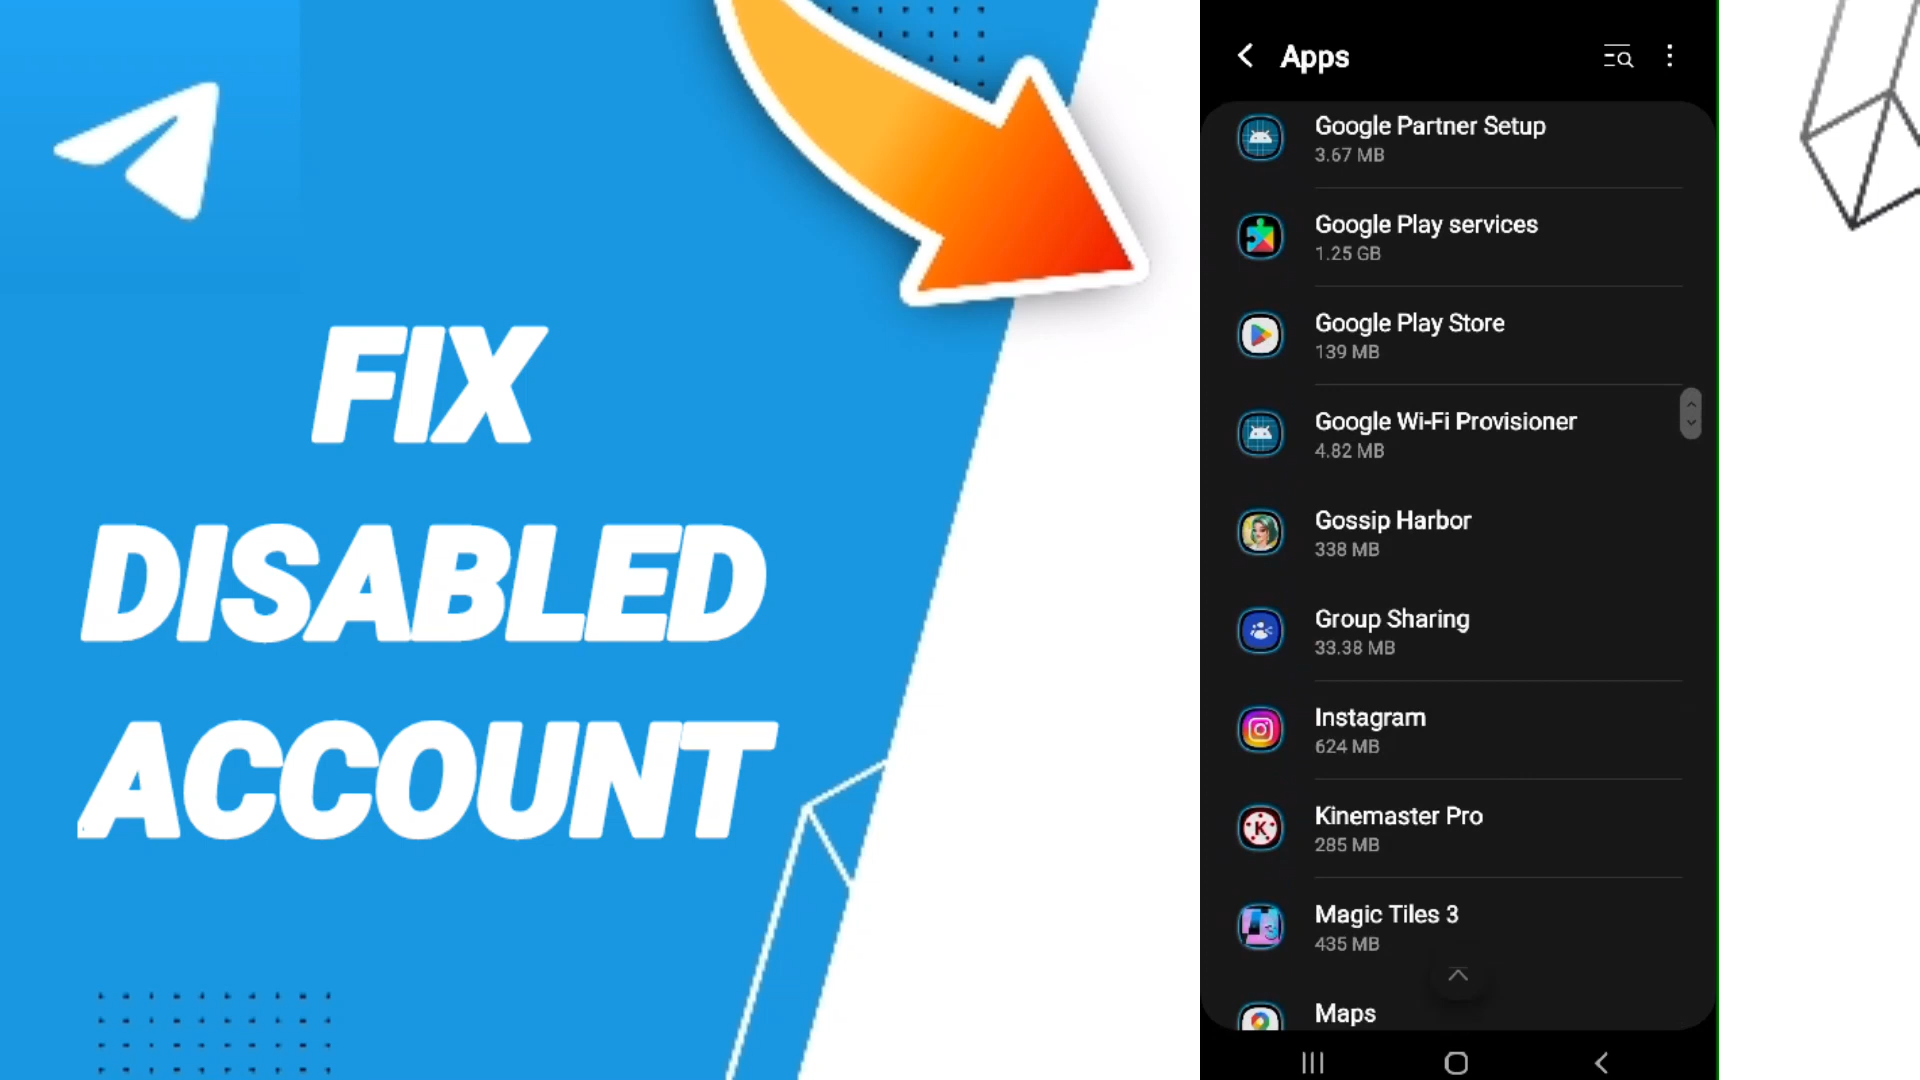 FIX
DISABLED
ACCOUNT
Apps
Google Partner Setup
3.67 MB
Google Play services
1.25 GB
Google Play Store
139 MB
Google Wi-Fi Provisioner
4.82 MB
Gossip Harbor
338 MB
Group Sharing
33.38 MB
Instagram
624 MB
Kinemaster Pro
285 MB
Magic Tiles 3
435 MB
Maps